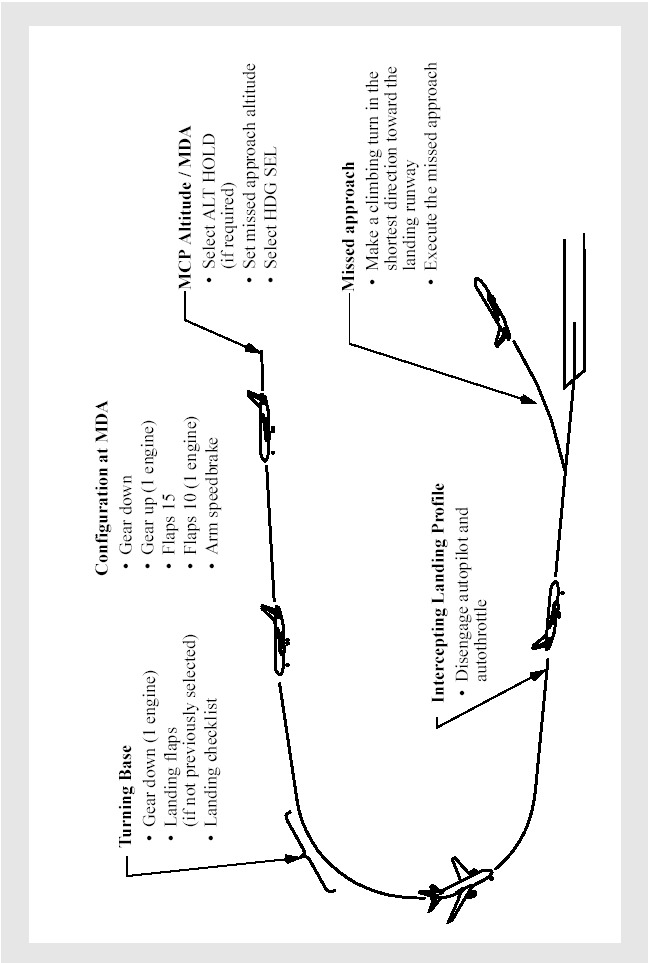 MCP Altitude / MDA
• Select ALT HOLD
(if required)
• Set missed approach altitude
• Select HDG SEL
Configuration at MDA
• Gear down
• Gear up (1 engine)
• Flaps 15
• Flaps 10 (1 engine)
• Arm speedbrake
Turning Base
• Gear down (1 engine)
• Landing flaps
(if not previously selected)
• Landing checklist
Intercepting Landing Profile
• Disengage autopilot and
autothrottle
Missed approach
• Make a climbing turn in the
shortest direction toward the
landing runway
• Execute the missed approach